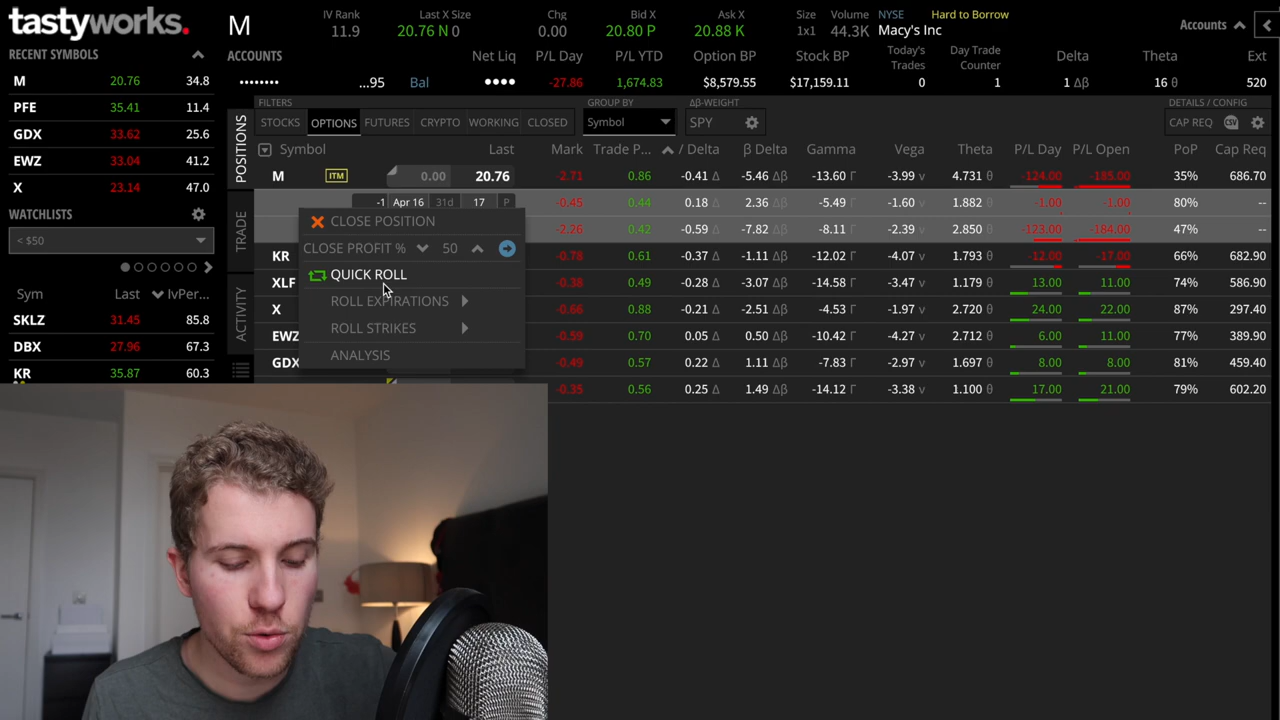 tastyworks.
M
IV Rank
11.9
Last X Size
20.76 N 0
Chg
0.00
Bid X
20.80 P
Ask X
20.88 K
Size
1x1
Volume
44.3K
NYSE
Macy's Inc
Hard to Borrow
Accounts
RECENT SYMBOLS
M 20.76 34.8
PFE 35.41 11.4
GDX 33.62 25.6
EWZ 33.04 41.2
X 23.14 47.0
WATCHLISTS
< $50
Sym Last IvPer...
SKLZ 31.45 85.8
DBX 27.96 67.3
KR 35.87 60.3
ACCOUNTS Net Liq P/L Day P/L YTD Option BP Stock BP Today's Trades Day Trade Counter Delta Theta Ext
•••••••• ...95 Bal •••• -27.86 1,674.83 $8,579.55 $17,159.11 0 1 1 Δβ 16 θ 520
FILTERS GROUP BY Δβ-WEIGHT DETAILS / CONFIG
STOCKS OPTIONS FUTURES CRYPTO WORKING CLOSED Symbol SPY CAP REQ CSV
POSITIONS
TRADE
ACTIVITY
Symbol Last Mark Trade P... / Delta β Delta Gamma Vega Theta P/L Day P/L Open PoP Cap Req
M ITM 0.00 20.76 -2.71 0.86 -0.41 Δ -5.46 Δβ -13.60 Γ -3.99 v 4.731 θ -124.00 -185.00 35% 686.70
-1 Apr 16 31d 17 P -0.45 0.44 0.18 Δ 2.36 Δβ -5.49 Γ -1.60 v 1.882 θ -1.00 -1.00 80% --
-2.26 0.42 -0.59 Δ -7.82 Δβ -8.11 Γ -2.39 v 2.850 θ -123.00 -184.00 47% --
KR -0.78 0.61 -0.37 Δ -1.11 Δβ -12.02 Γ -4.07 v 1.793 θ -12.00 -17.00 66% 682.90
XLF -0.38 0.49 -0.28 Δ -3.07 Δβ -14.58 Γ -3.47 v 1.179 θ 13.00 11.00 74% 586.90
X -0.66 0.88 -0.21 Δ -2.51 Δβ -4.53 Γ -1.97 v 2.720 θ 24.00 22.00 77% 297.40
EWZ -0.59 0.70 0.05 Δ 0.50 Δβ -10.42 Γ -4.27 v 2.712 θ 6.00 11.00 77% 389.90
GDX -0.49 0.57 0.22 Δ 1.11 Δβ -7.83 Γ -2.97 v 1.697 θ 8.00 8.00 81% 459.40
-0.35 0.56 0.25 Δ 1.49 Δβ -14.12 Γ -3.38 v 1.100 θ 17.00 21.00 79% 602.20
CLOSE POSITION
CLOSE PROFIT % 50
QUICK ROLL
ROLL EXPIRATIONS
ROLL STRIKES
ANALYSIS